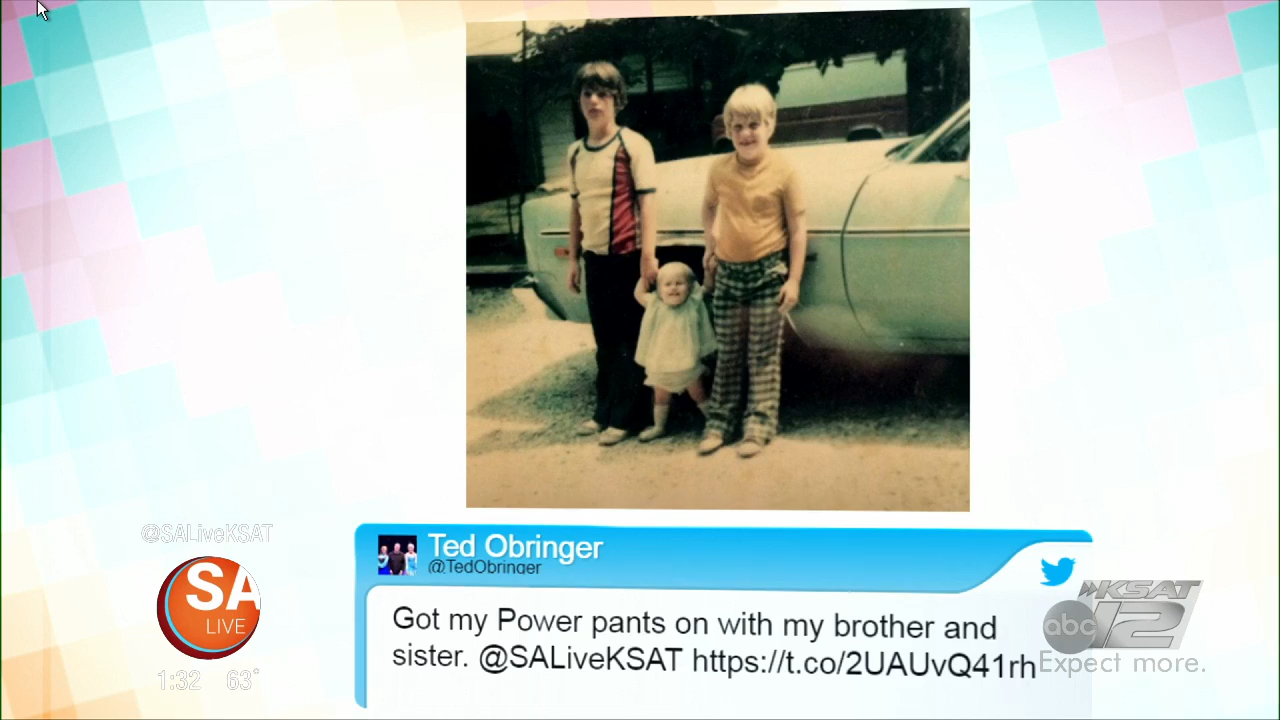 @SALiveKSAT
SA
LIVE
1:32 63°
Ted Obringer
@TedObringer
Got my Power pants on with my brother and
sister. @SALiveKSAT https://t.co/2UAUvQ41rh
KSAT
abc 12
Expect more.